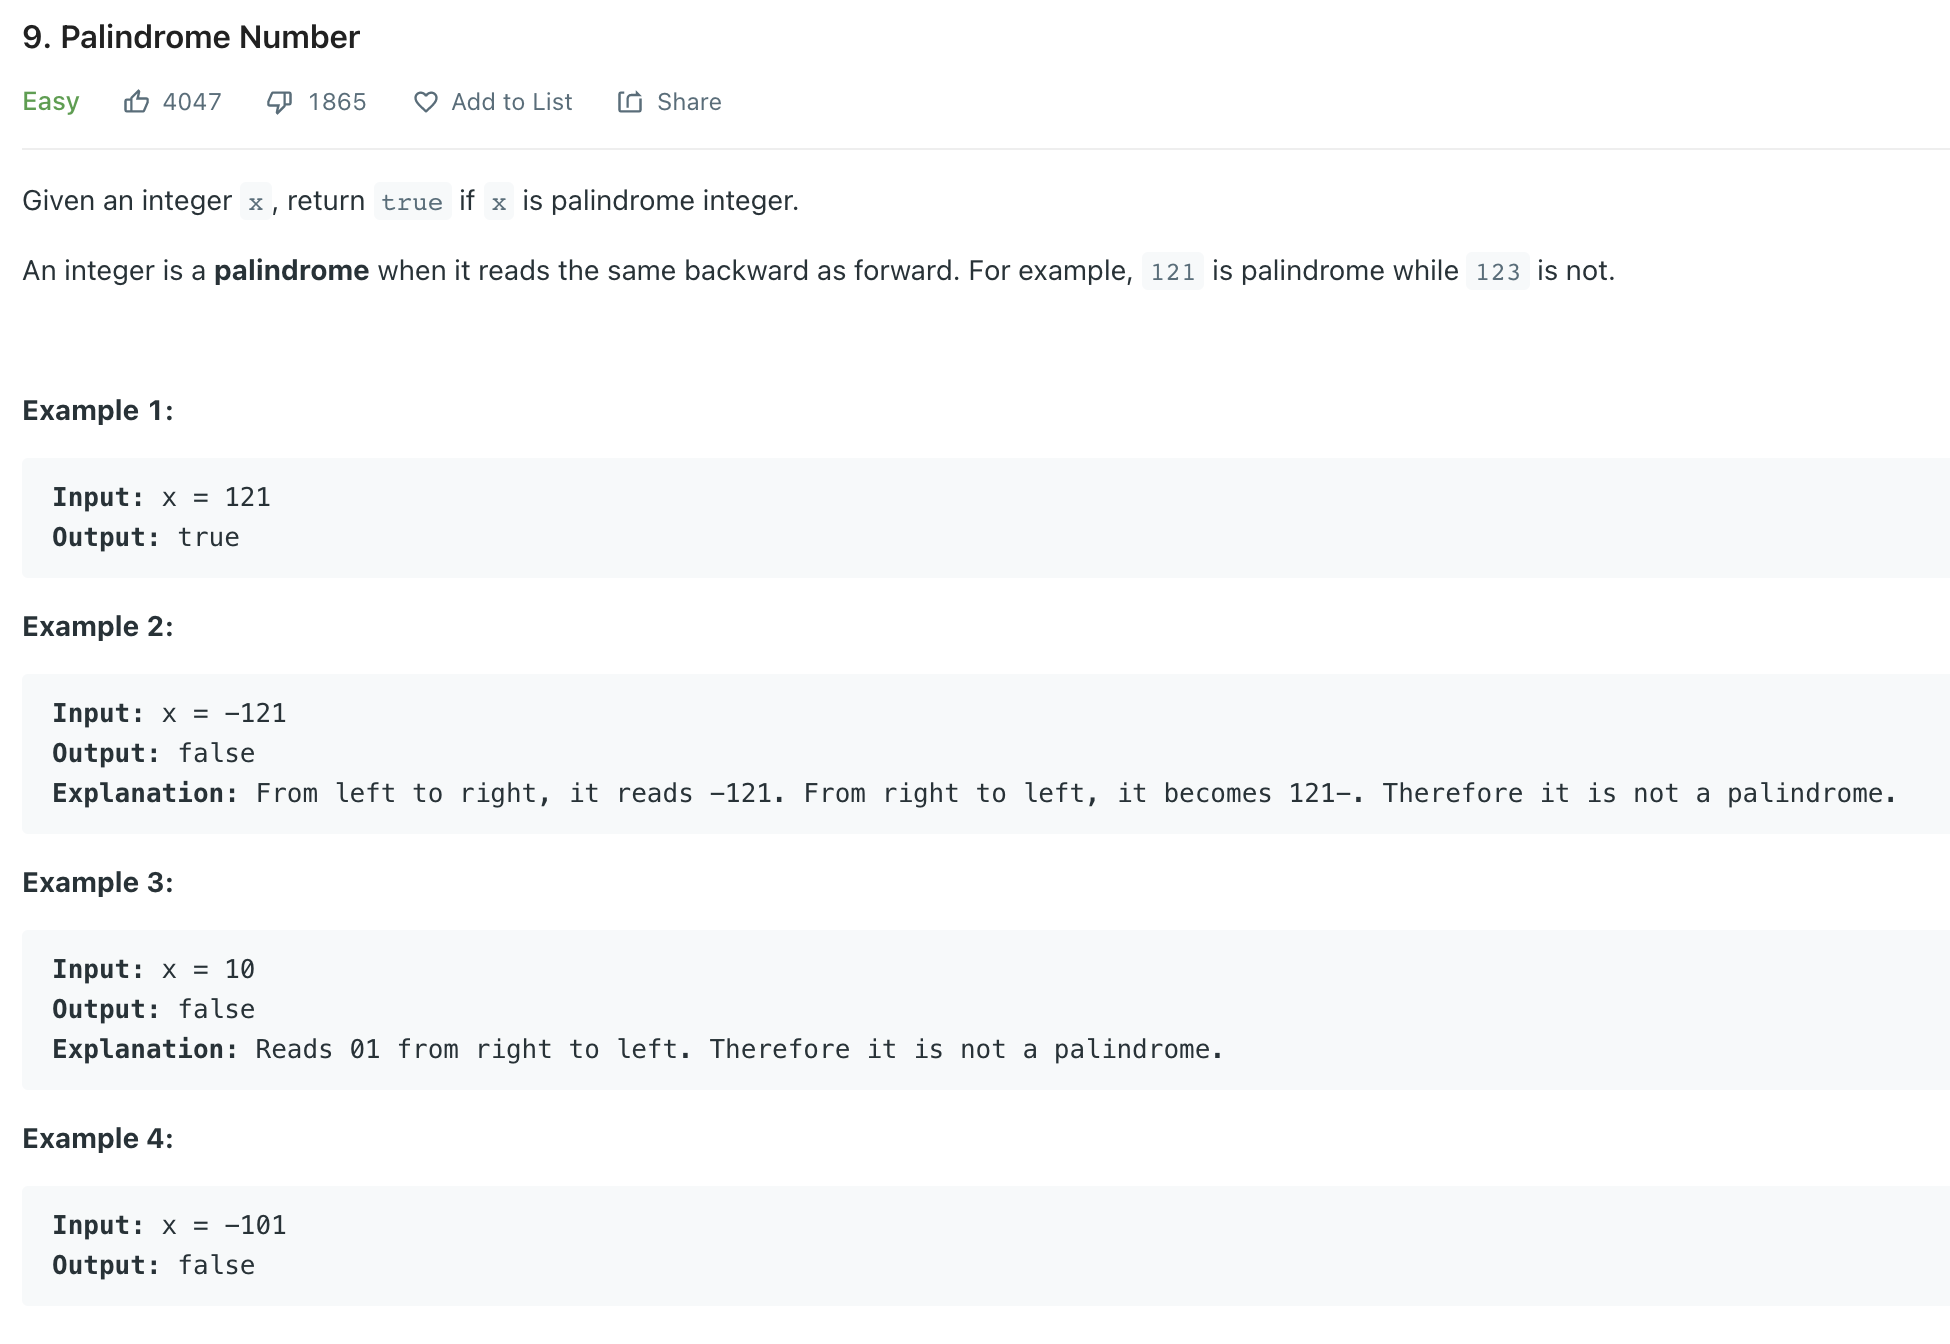 9. Palindrome Number
Easy 4047 1865 Add to List Share
Given an integer x, return true if x is palindrome integer.
An integer is a palindrome when it reads the same backward as forward. For example, 121 is palindrome while 123 is not.
Example 1:
Input: x = 121
Output: true
Example 2:
Input: x = -121
Output: false
Explanation: From left to right, it reads -121. From right to left, it becomes 121-. Therefore it is not a palindrome.
Example 3:
Input: x = 10
Output: false
Explanation: Reads 01 from right to left. Therefore it is not a palindrome.
Example 4:
Input: x = -101
Output: false